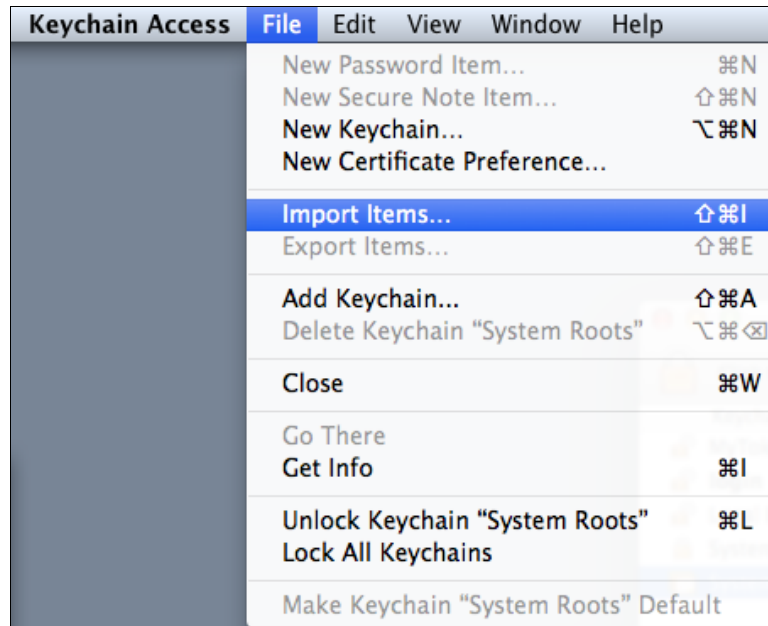 Keychain Access File Edit View Window Help
New Password Item... ⌘N
New Secure Note Item... ⇧⌘N
New Keychain... ⌥⌘N
New Certificate Preference...
Import Items... ⇧⌘I
Export Items... ⇧⌘E
Add Keychain... ⇧⌘A
Delete Keychain “System Roots” ⌥⌘⌫
Close ⌘W
Go There
Get Info ⌘I
Unlock Keychain “System Roots” ⌘L
Lock All Keychains
Make Keychain “System Roots” Default